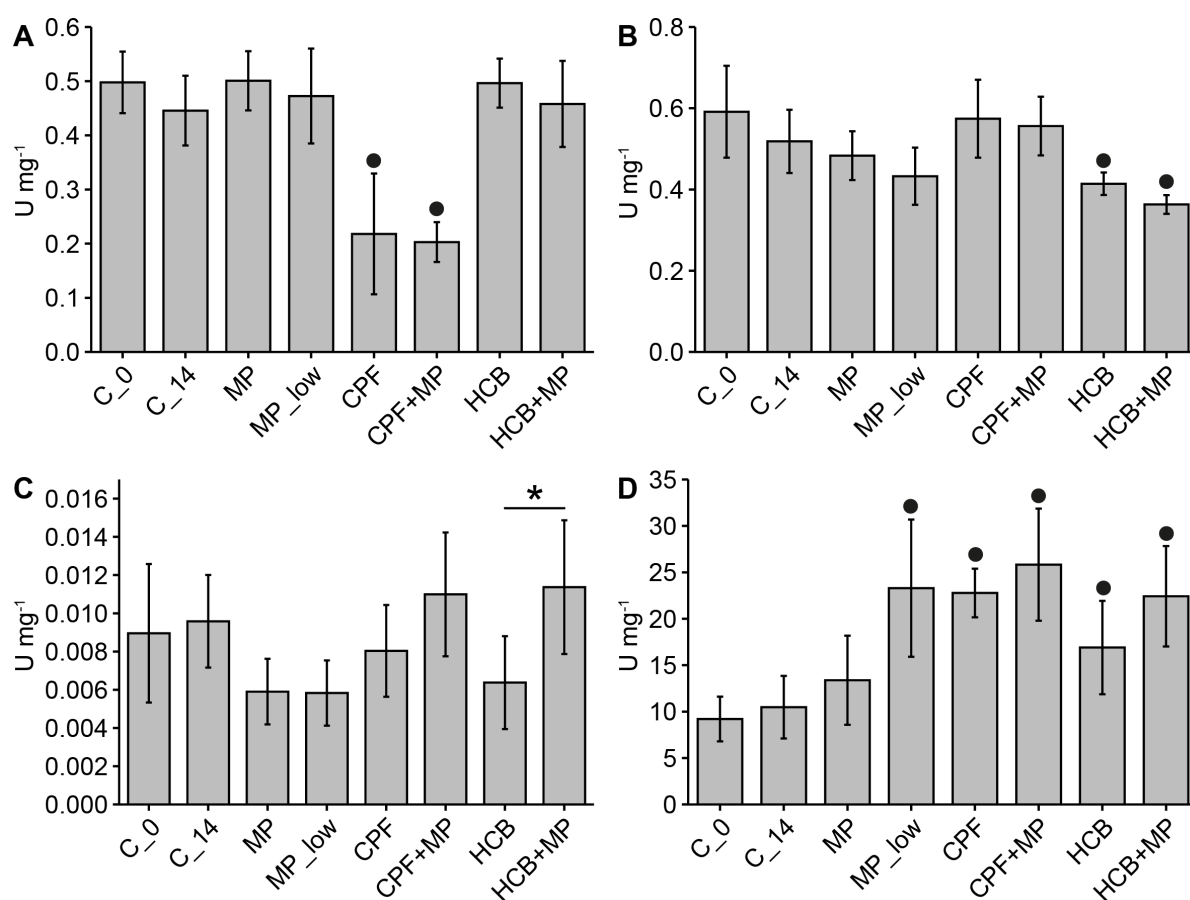 A
U mg-1
0.6
0.5
0.4
0.3
0.2
0.1
0.0
C_0
C_14
MP
MP_low
CPF
CPF+MP
HCB
HCB+MP
B
U mg-1
0.8
0.6
0.4
0.2
0.0
C_0
C_14
MP
MP_low
CPF
CPF+MP
HCB
HCB+MP
C
U mg-1
0.016
0.014
0.012
0.010
0.008
0.006
0.004
0.002
0.000
*
C_0
C_14
MP
MP_low
CPF
CPF+MP
HCB
HCB+MP
D
U mg-1
35
30
25
20
15
10
5
0
C_0
C_14
MP
MP_low
CPF
CPF+MP
HCB
HCB+MP